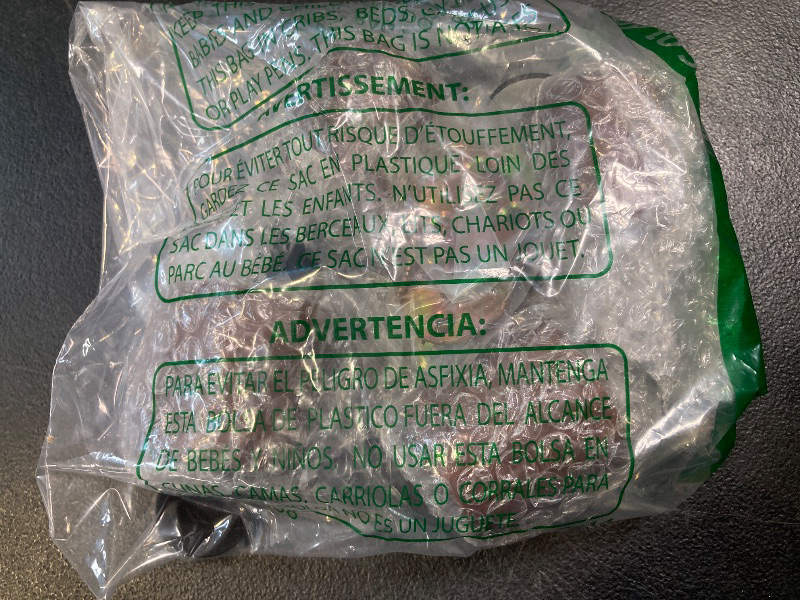 KEEP THIS
BABIES AND
THIS BAG IN CRIBS, BEDS,
OR PLAY PENS. THIS BAG IS NOT A
AVERTISSEMENT:
POUR ÉVITER TOUT RISQUE D'ÉTOUFFEMENT,
GARDEZ CE SAC EN PLASTIQUE LOIN DES
ET LES ENFANTS. N'UTILISEZ PAS CE
SAC DANS LES BERCEAUX, LITS, CHARIOTS OU
PARC AU BÉBÉ. CE SAC N'EST PAS UN JOUET.
ADVERTENCIA:
PARA EVITAR EL PELIGRO DE ASFIXIA, MANTENGA
ESTA BOLSA DE PLASTICO FUERA DEL ALCANCE
DE BEBES Y NIÑOS. NO USAR ESTA BOLSA EN
CUNAS, CAMAS, CARRIOLAS O CORRALES PARA
NO ES UN JUGUETE.